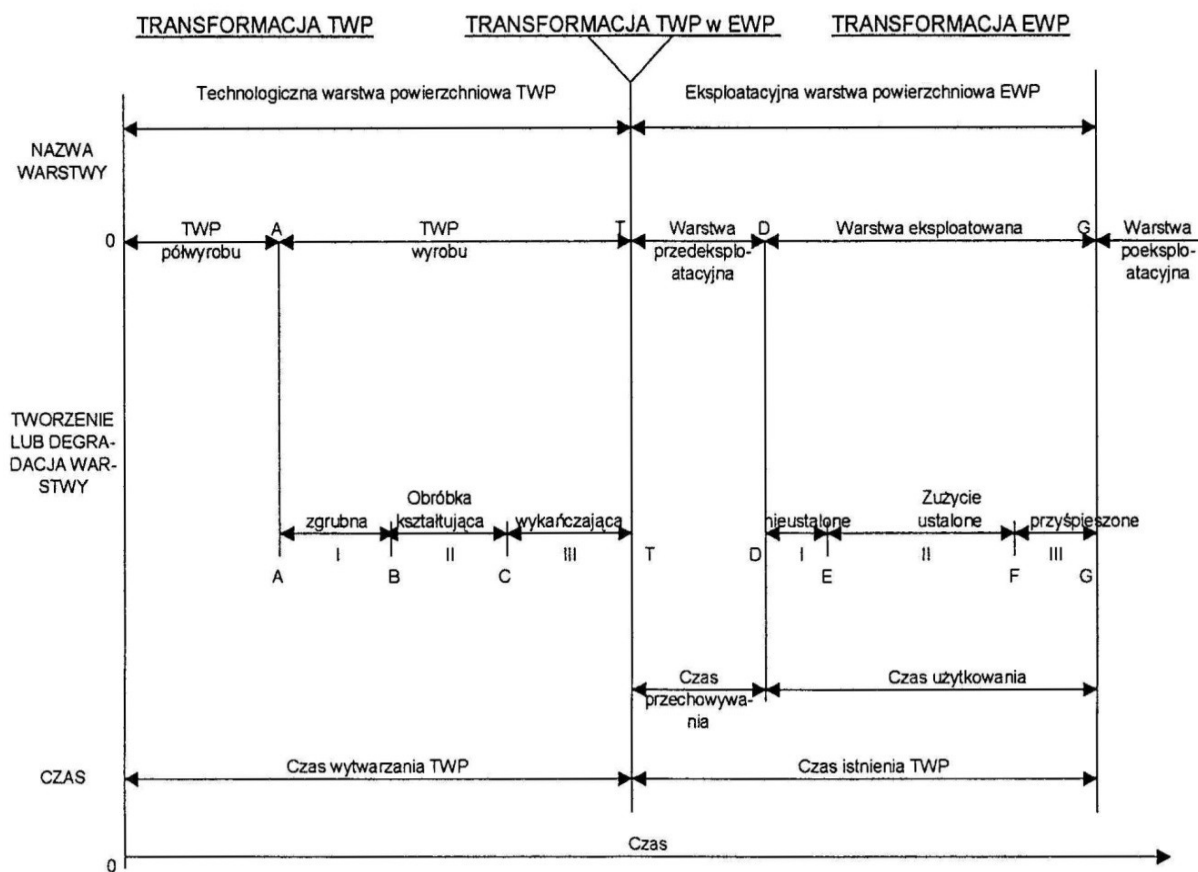 TRANSFORMACJA TWP
TRANSFORMACJA TWP w EWP
TRANSFORMACJA EWP
Technologiczna warstwa powierzchniowa TWP
Eksploatacyjna warstwa powierzchniowa EWP
NAZWA
WARSTWY
0
TWP
półwyrobu
A
TWP
wyrobu
T
Warstwa
przedeksplo-
atacyjna
D
Warstwa eksploatowana
G
Warstwa
poeksplo-
atacyjna
TWORZENIE
LUB DEGRA-
DACJA WAR-
STWY
Obróbka
zgrubna
kształtująca
wykańczającą
Zużycie
nieustalone
ustalone
przyśpieszone
I
II
III
T
D
I
II
III
A
B
C
E
F
G
Czas
przechowywa-
nia
Czas użytkowania
CZAS
Czas wytwarzania TWP
Czas istnienia TWP
Czas
0